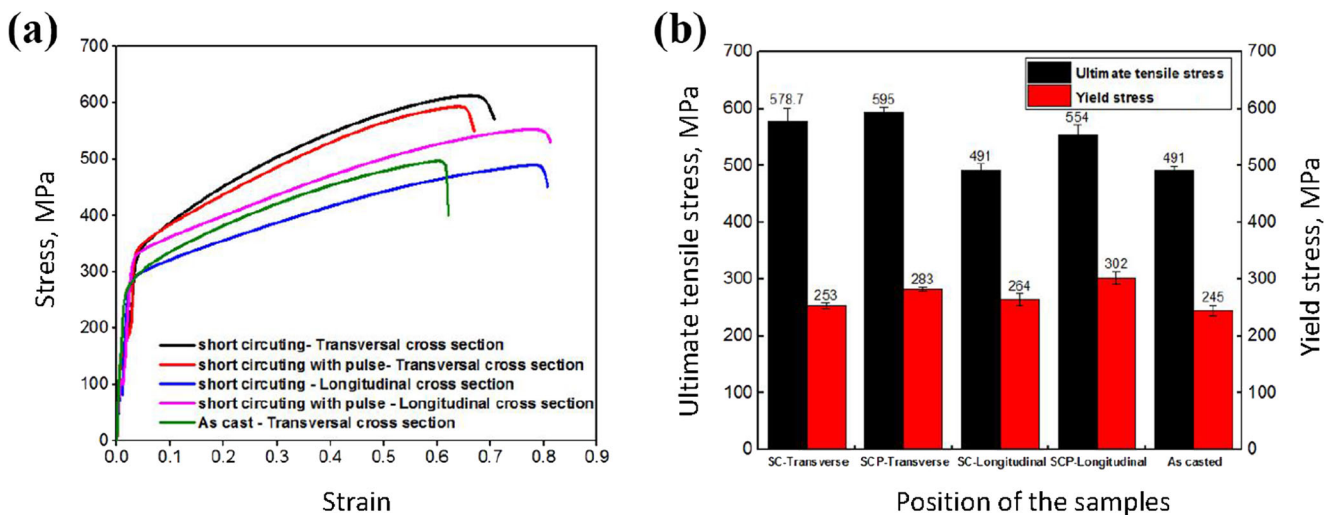 (a)
700
600
500
400
300
200
100
0
Stress, MPa
short circuting- Transversal cross section
short circuting with pulse- Transversal cross section
short circuting - Longitudinal cross section
short circuting with pulse - Longitudinal cross section
As cast - Transversal cross section
0.0 0.1 0.2 0.3 0.4 0.5 0.6 0.7 0.8 0.9
Strain
(b)
700
600
500
400
300
200
100
0
Ultimate tensile stress, MPa
Ultimate tensile stress
Yield stress
578.7
253
595
283
491
264
554
302
491
245
SC-Transverse SCP-Transverse SC-Longitudinal SCP-Longitudinal As casted
Position of the samples
700
600
500
400
300
200
100
0
Yield stress, MPa